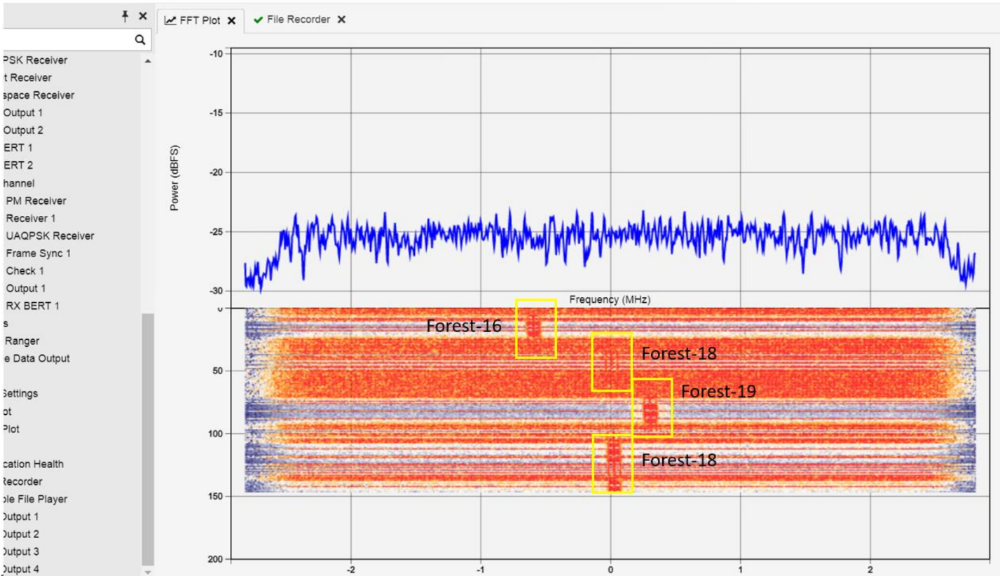 FFT Plot
File Recorder
PSK Receiver
t Receiver
space Receiver
Output 1
Output 2
ERT 1
ERT 2
hannel
PM Receiver
Receiver 1
UAQPSK Receiver
Frame Sync 1
Check 1
Output 1
RX BERT 1
s
Ranger
e Data Output
Settings
ot
Plot
cation Health
Recorder
ple File Player
Output 1
Output 2
Output 3
Output 4
Power (dBFS)
-10
-15
-20
-25
-30
Frequency (MHz)
0
50
100
150
200
Forest-16
Forest-18
Forest-19
Forest-18
-2 -1 0 1 2